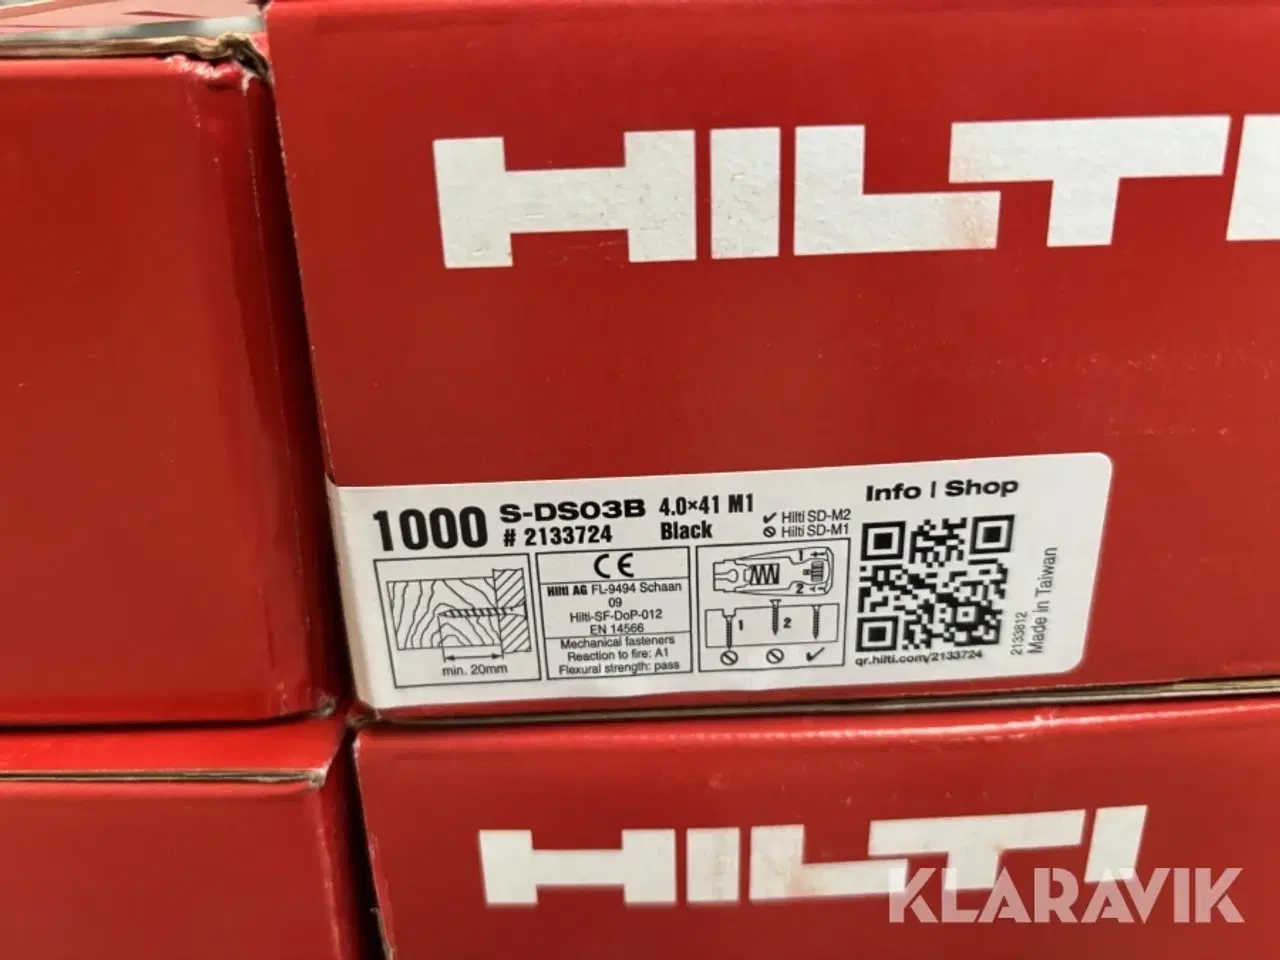 HILTI
1000 S-DS03B 4.0×41 M1
# 2133724 Black
✓ Hilti SD-M2
⊘ Hilti SD-M1
Info | Shop
CE
Hilti AG FL-9494 Schaan
09
Hilti-SF-DoP-012
EN 14566
Mechanical fasteners
Reaction to fire: A1
Flexural strength: pass
min. 20mm
1
2
1
2
qr.hilti.com/2133724
2133812
Made in Taiwan
HILTI
KLARAVIK